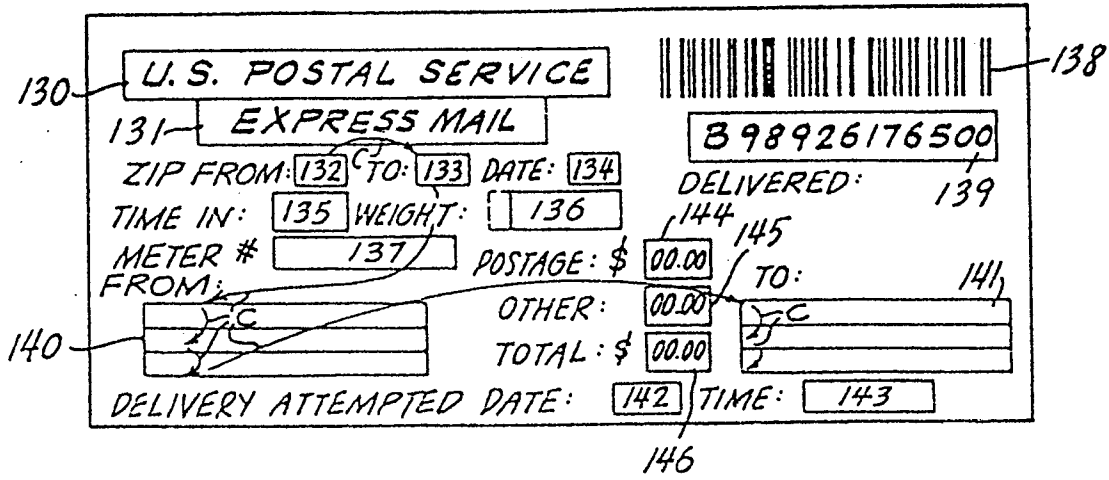 U.S. POSTAL SERVICE
138
130
131
EXPRESS MAIL
B98926176500
139
ZIP FROM: 132 C TO: 133 DATE: 134
DELIVERED:
TIME IN: 135 WEIGHT: 136
144
145
METER # 137
POSTAGE: $ 00.00
TO:
141
FROM:
OTHER: 00.00
C
C
140
TOTAL: $ 00.00
DELIVERY ATTEMPTED DATE: 142 TIME: 143
146